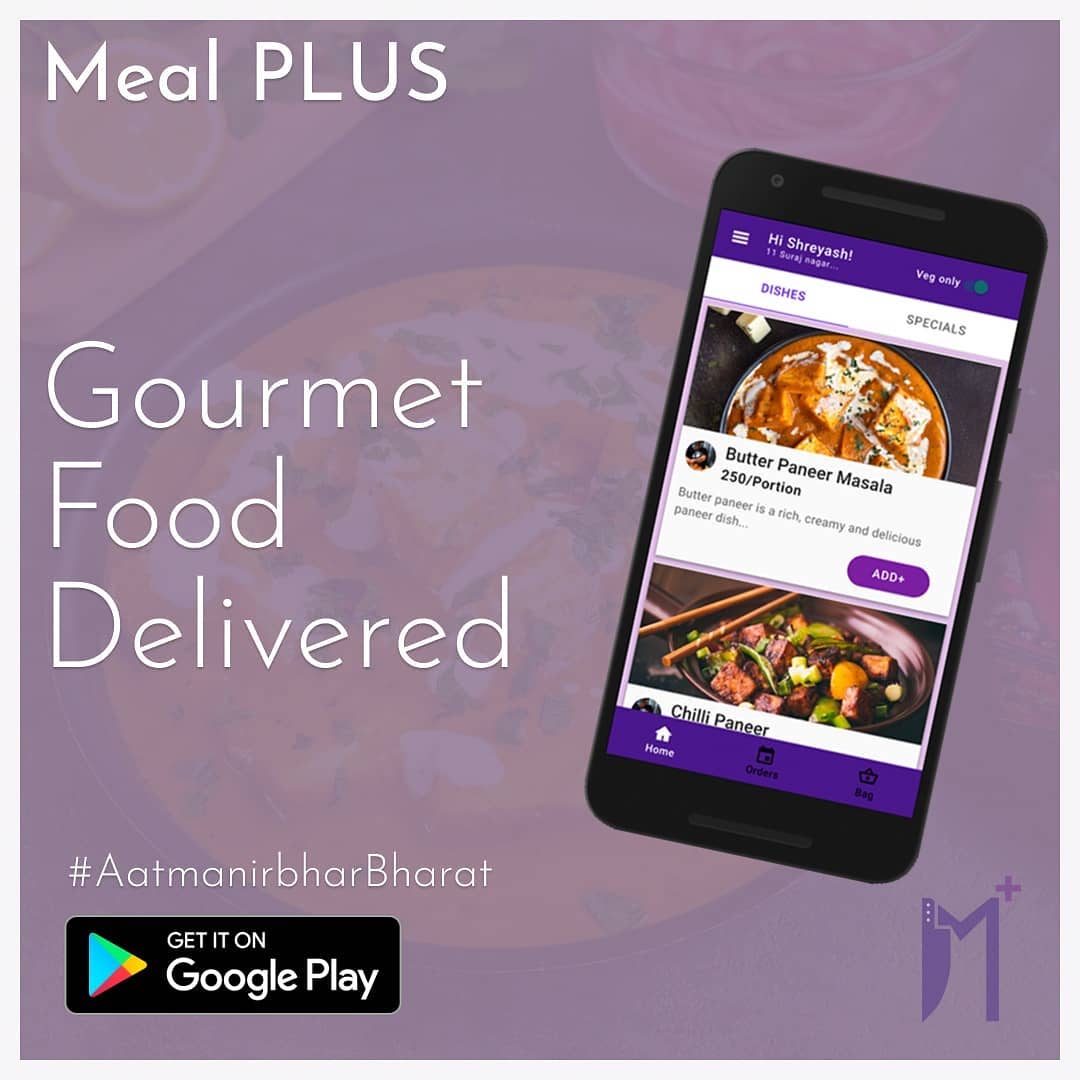 Meal PLUS
Gourmet
Food
Delivered
#AatmanirbharBharat
GET IT ON
Google Play
Hi Shreyash!
11 Suraj nagar...
Veg only
DISHES
SPECIALS
Butter Paneer Masala
250/Portion
Butter paneer is a rich, creamy and delicious
paneer dish...
ADD+
Chilli Paneer
Home
Orders
Bag
M+